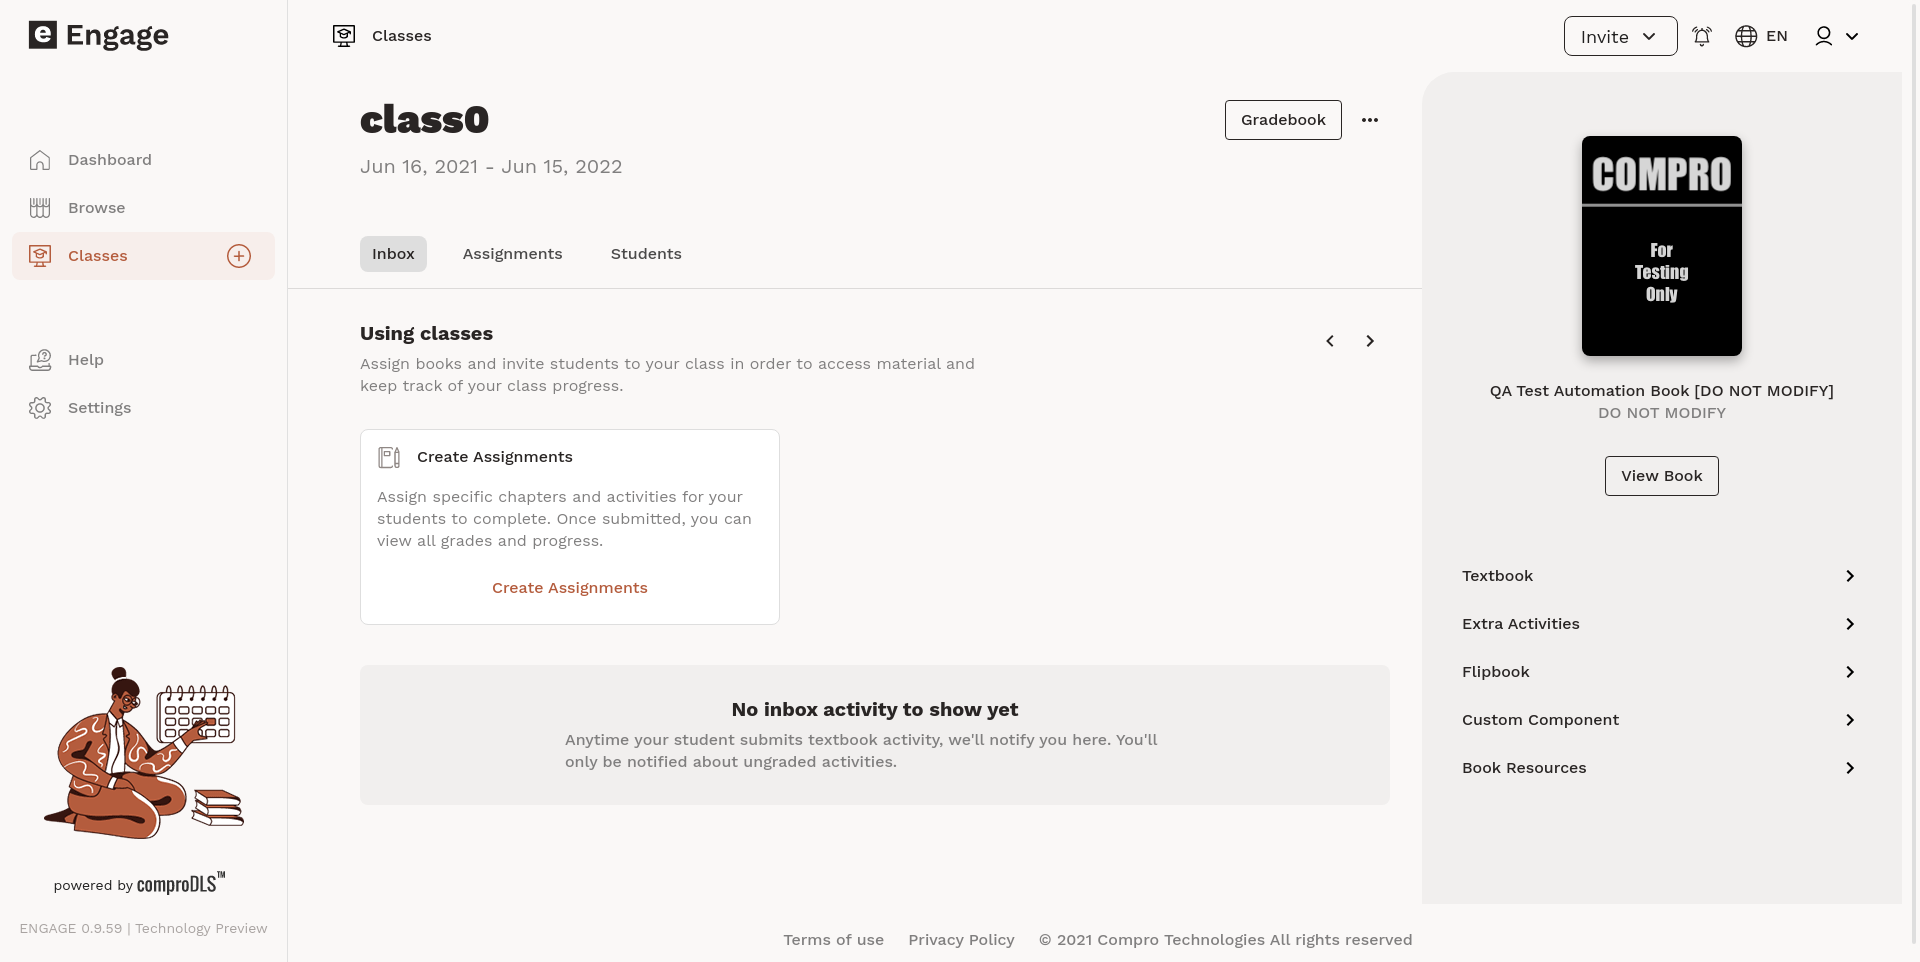 e Engage
Classes
Invite
EN
Dashboard
Browse
Classes
Help
Settings
powered by comproDLS™
ENGAGE 0.9.59 | Technology Preview
class0
Gradebook
Jun 16, 2021 - Jun 15, 2022
Inbox
Assignments
Students
Using classes
Assign books and invite students to your class in order to access material and
keep track of your class progress.
Create Assignments
Assign specific chapters and activities for your
students to complete. Once submitted, you can
view all grades and progress.
Create Assignments
No inbox activity to show yet
Anytime your student submits textbook activity, we'll notify you here. You'll
only be notified about ungraded activities.
COMPRO
For
Testing
Only
QA Test Automation Book [DO NOT MODIFY]
DO NOT MODIFY
View Book
Textbook
Extra Activities
Flipbook
Custom Component
Book Resources
Terms of use
Privacy Policy
© 2021 Compro Technologies All rights reserved